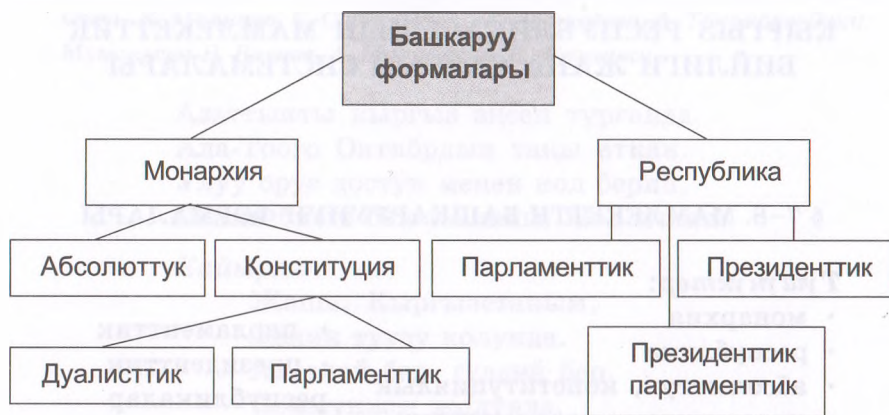 Башкаруу
формалары
Монархия
Республика
Абсолюттук
Конституция
Парламенттик
Президенттик
Дуалисттик
Парламенттик
Президенттик
парламенттик